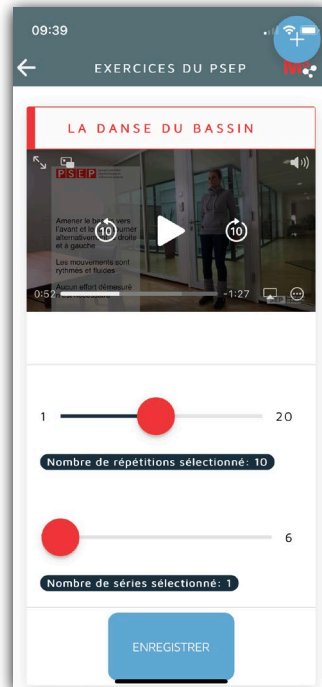 09:39
EXERCICES DU PSEP
LA DANSE DU BASSIN
PSEP
Amener le bassin vers
l'avant et le
alternativement
droite
et à gauche
Les mouvements sont
rythmés et fluides
Aucun effort démesuré
10
10
0:52
-1:27
1
20
Nombre de répétitions sélectionné: 10
6
Nombre de séries sélectionné: 1
ENREGISTRER